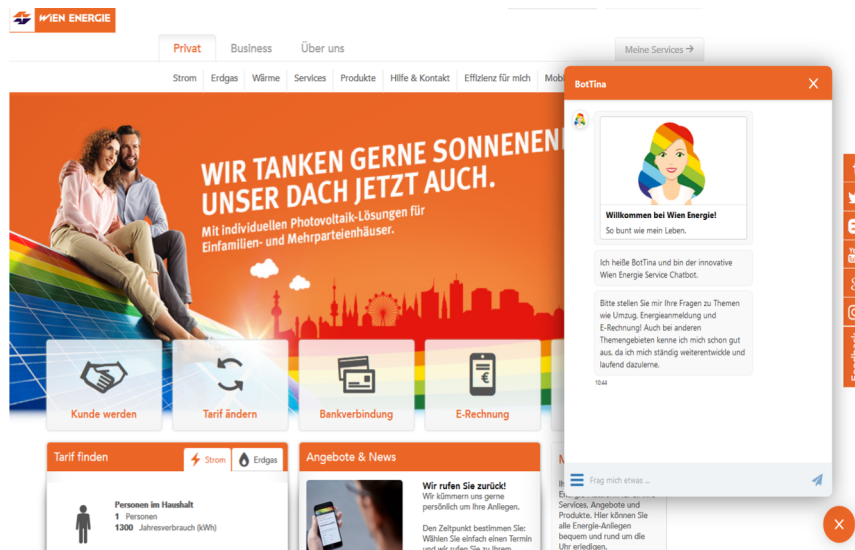 WIEN ENERGIE
Privat
Business
Über uns
Meine Services →
Strom
Erdgas
Wärme
Services
Produkte
Hilfe & Kontakt
Effizienz für mich
WIR TANKEN GERNE
UNSER DACH JETZT AUCH.
Mit individuellen Photovoltaik-Lösungen für
Einfamilien- und Mehrparteienhäuser.
Kunde werden
Tarif ändern
Bankverbindung
E-Rechnung
Tarif finden
Strom
Erdgas
Personen im Haushalt
1 Personen
1300 Jahresverbrauch (kWh)
Angebote & News
Wir rufen Sie zurück!
Wir kümmern uns gerne
persönlich um Ihre Anliegen.
Den Zeitpunkt bestimmen Sie:
Wählen Sie einfach einen Termin
und wir rufen Sie zu Ihrem
BotTina
X
Willkommen bei Wien Energie!
So bunt wie mein Leben.
Ich heiße BotTina und bin der innovative
Wien Energie Service Chatbot.
Bitte stellen Sie mir Ihre Fragen zu Themen
wie Umzug, Energieanmeldung und
E-Rechnung! Auch bei anderen
Themengebieten kenne ich mich schon gut
aus, da ich mich ständig weiterentwickle und
laufend dazulerne.
10:44
Frag mich etwas ...
Services, Angebote und
Produkte. Hier können Sie
alle Energie-Anliegen
bequem und rund um die
Uhr erledigen.
X